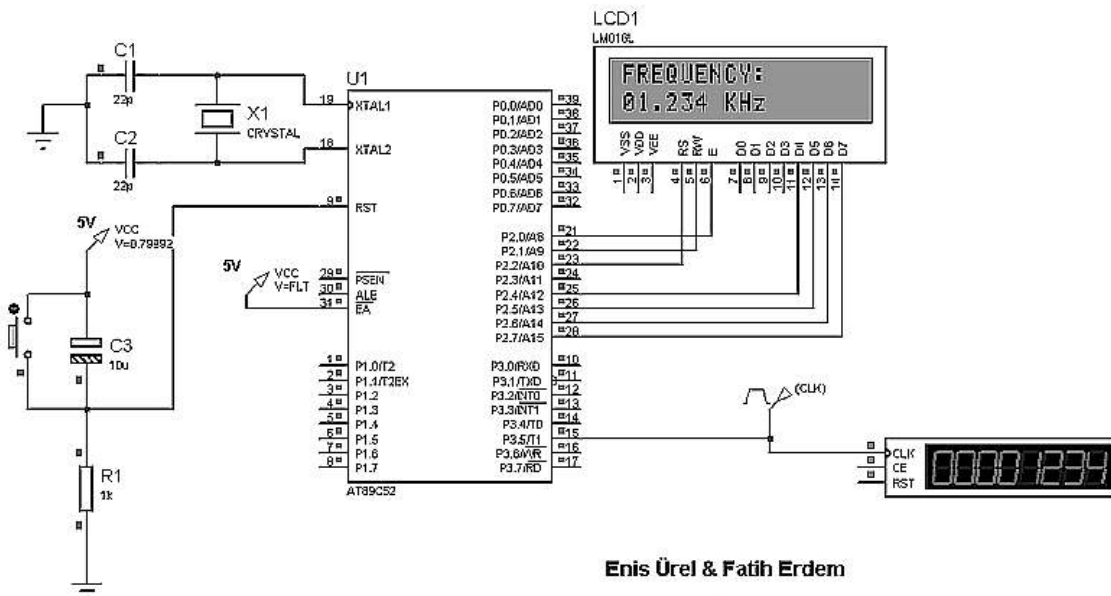 LCD1
LM016L
FREQUENCY:
01.234 KHz
VSS
VDD
VEE
RS
RW
E
D0
D1
D2
D3
D4
D5
D6
D7
1
2
3
4
5
6
7
8
9
10
11
12
13
14
C1
22p
X1
CRYSTAL
C2
22p
U1
19 XTAL1
18 XTAL2
9 RST
29 PSEN
30 ALE
31 EA
1 P1.0/T2
2 P1.1/T2EX
3 P1.2
4 P1.3
5 P1.4
6 P1.5
7 P1.6
8 P1.7
P0.0/AD0 39
P0.1/AD1 38
P0.2/AD2 37
P0.3/AD3 36
P0.4/AD4 35
P0.5/AD5 34
P0.6/AD6 33
P0.7/AD7 32
P2.0/A8 21
P2.1/A9 22
P2.2/A10 23
P2.3/A11 24
P2.4/A12 25
P2.5/A13 26
P2.6/A14 27
P2.7/A15 28
P3.0/RXD 10
P3.1/TXD 11
P3.2/INT0 12
P3.3/INT1 13
P3.4/T0 14
P3.5/T1 15
P3.6/WR 16
P3.7/RD 17
AT89C52
5V
VCC
V=0.79892
5V
VCC
V=FLT
C3
10u
R1
1k
(CLK)
CLK
CE
RST
00001234
Enis Ürel & Fatih Erdem